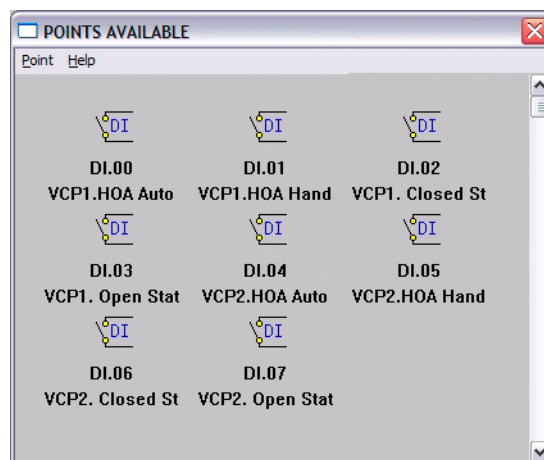 POINTS AVAILABLE
Point Help
DI DI DI
DI.00 DI.01 DI.02
VCP1.HOA Auto VCP1.HOA Hand VCP1. Closed St
DI DI DI
DI.03 DI.04 DI.05
VCP1. Open Stat VCP2.HOA Auto VCP2.HOA Hand
DI DI
DI.06 DI.07
VCP2. Closed St VCP2. Open Stat